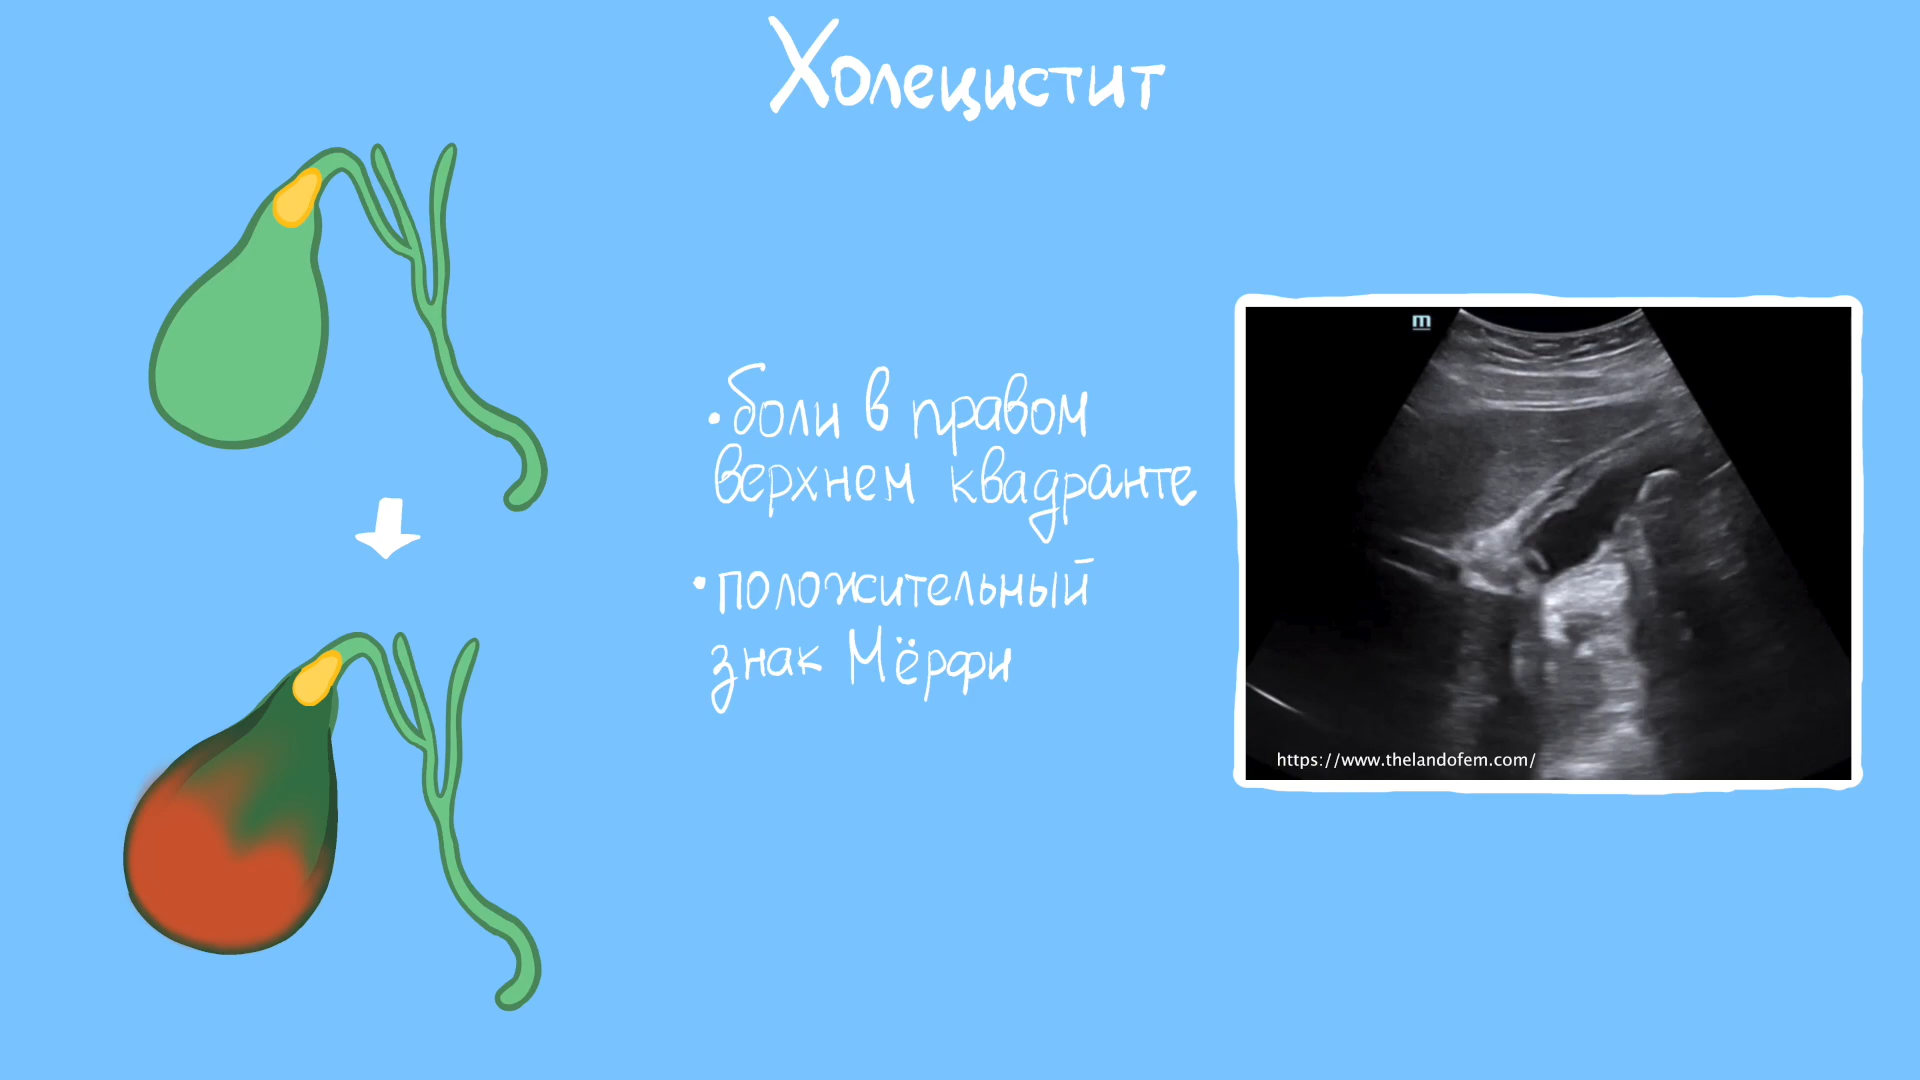 Холецистит
•боли в правом
верхнем квадранте
•положительный
знак Мёрфи
m
https://www.thelandofem.com/